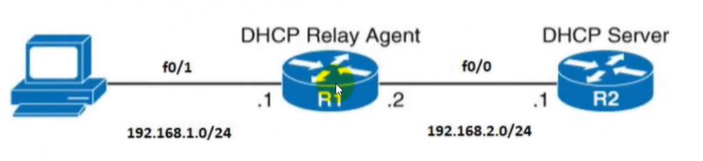 DHCP Relay Agent
DHCP Server
f0/1
f0/0
.1
R1
.2
.1
R2
192.168.1.0/24
192.168.2.0/24